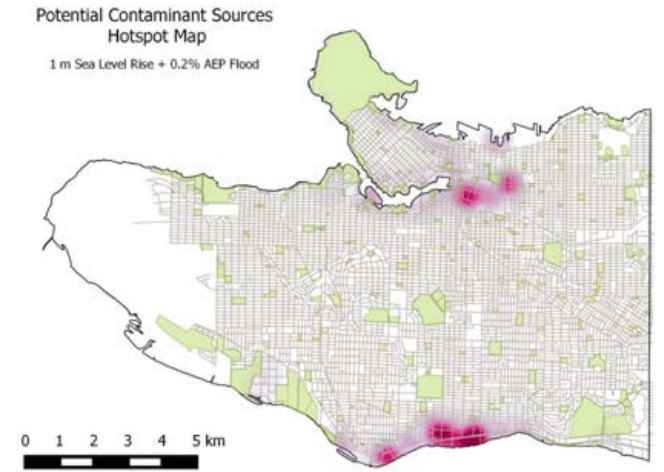 Potential Contaminant Sources
Hotspot Map
1 m Sea Level Rise + 0.2% AEP Flood
0 1 2 3 4 5 km